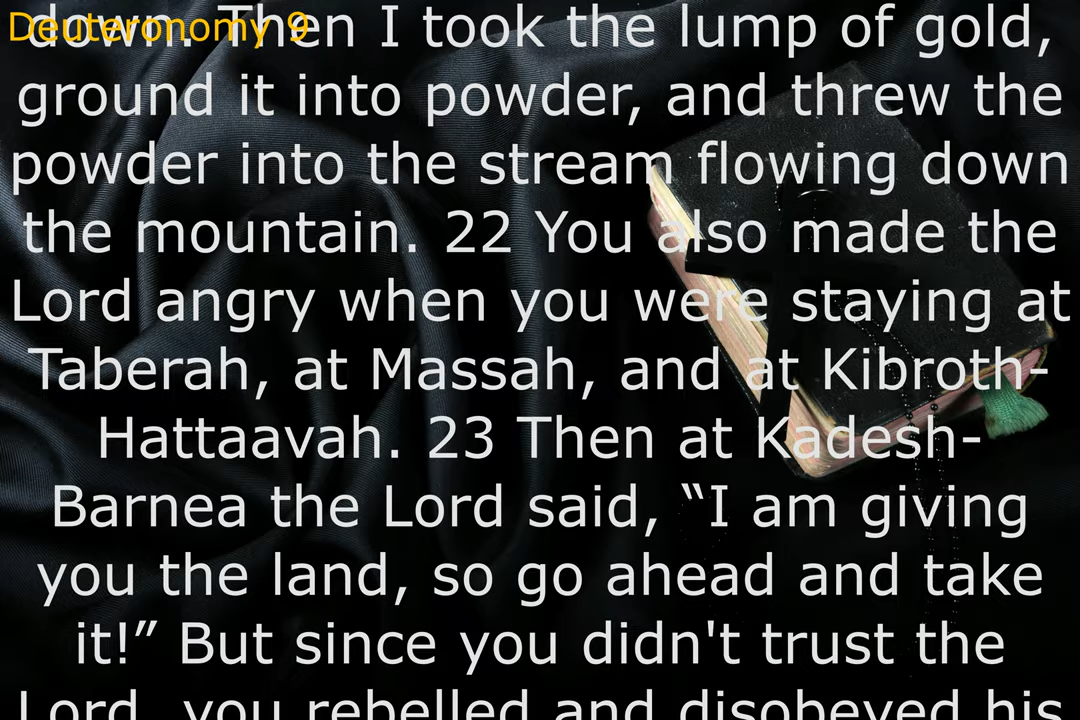 Deuteronomy 9
down. Then I took the lump of gold,
ground it into powder, and threw the
powder into the stream flowing down
the mountain. 22 You also made the
Lord angry when you were staying at
Taberah, at Massah, and at Kibroth-
Hattaavah. 23 Then at Kadesh-
Barnea the Lord said, “I am giving
you the land, so go ahead and take
it!” But since you didn't trust the
Lord, you rebelled and disobeyed his